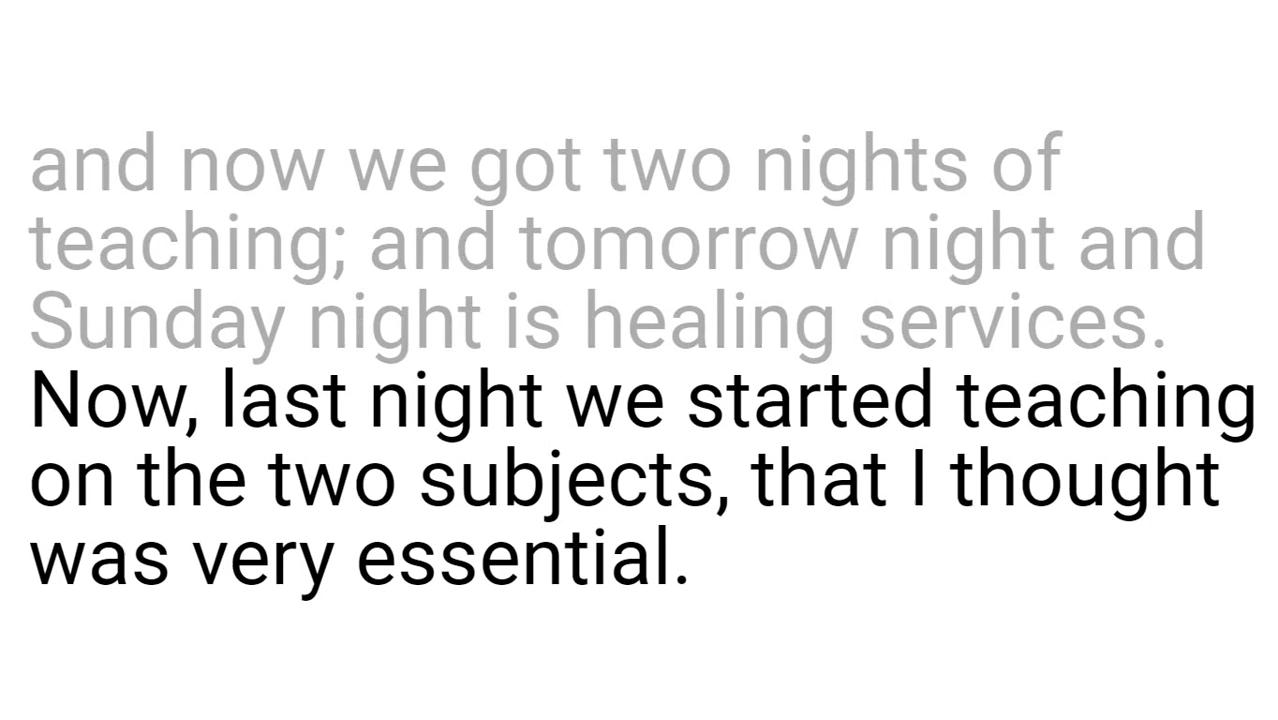 and now we got two nights of
teaching; and tomorrow night and
Sunday night is healing services.
Now, last night we started teaching
on the two subjects, that I thought
was very essential.